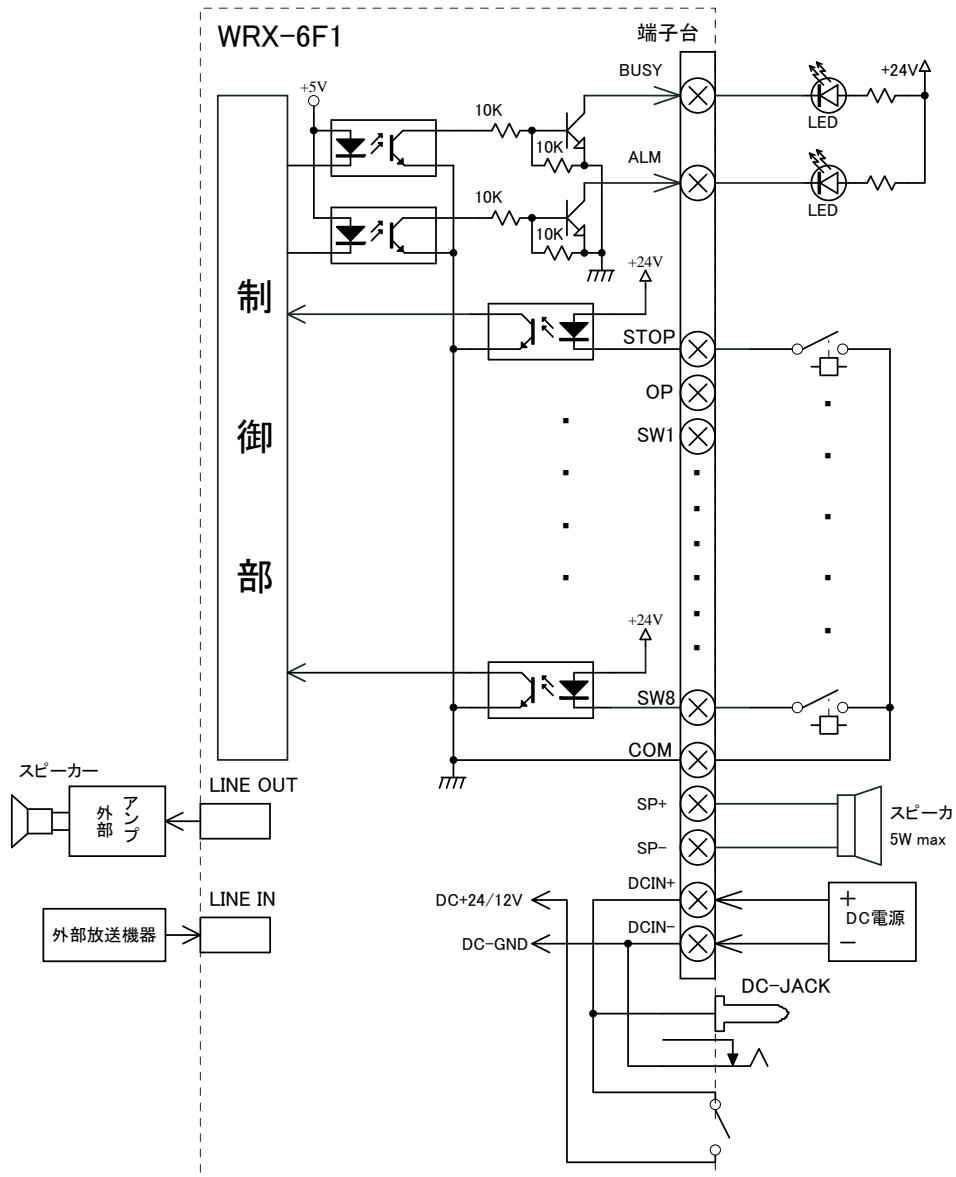 WRX-6F1
端子台
BUSY
+24V
+5V
LED
10K
10K
ALM
10K
10K
LED
+24V
制御部
STOP
OP
SW1
+24V
SW8
COM
スピーカー
外部アンプ
LINE OUT
SP+
スピーカ
5W max
SP-
LINE IN
外部放送機器
DCIN+
DC+24/12V
+
DC電源
DCIN-
DC-GND
−
DC-JACK